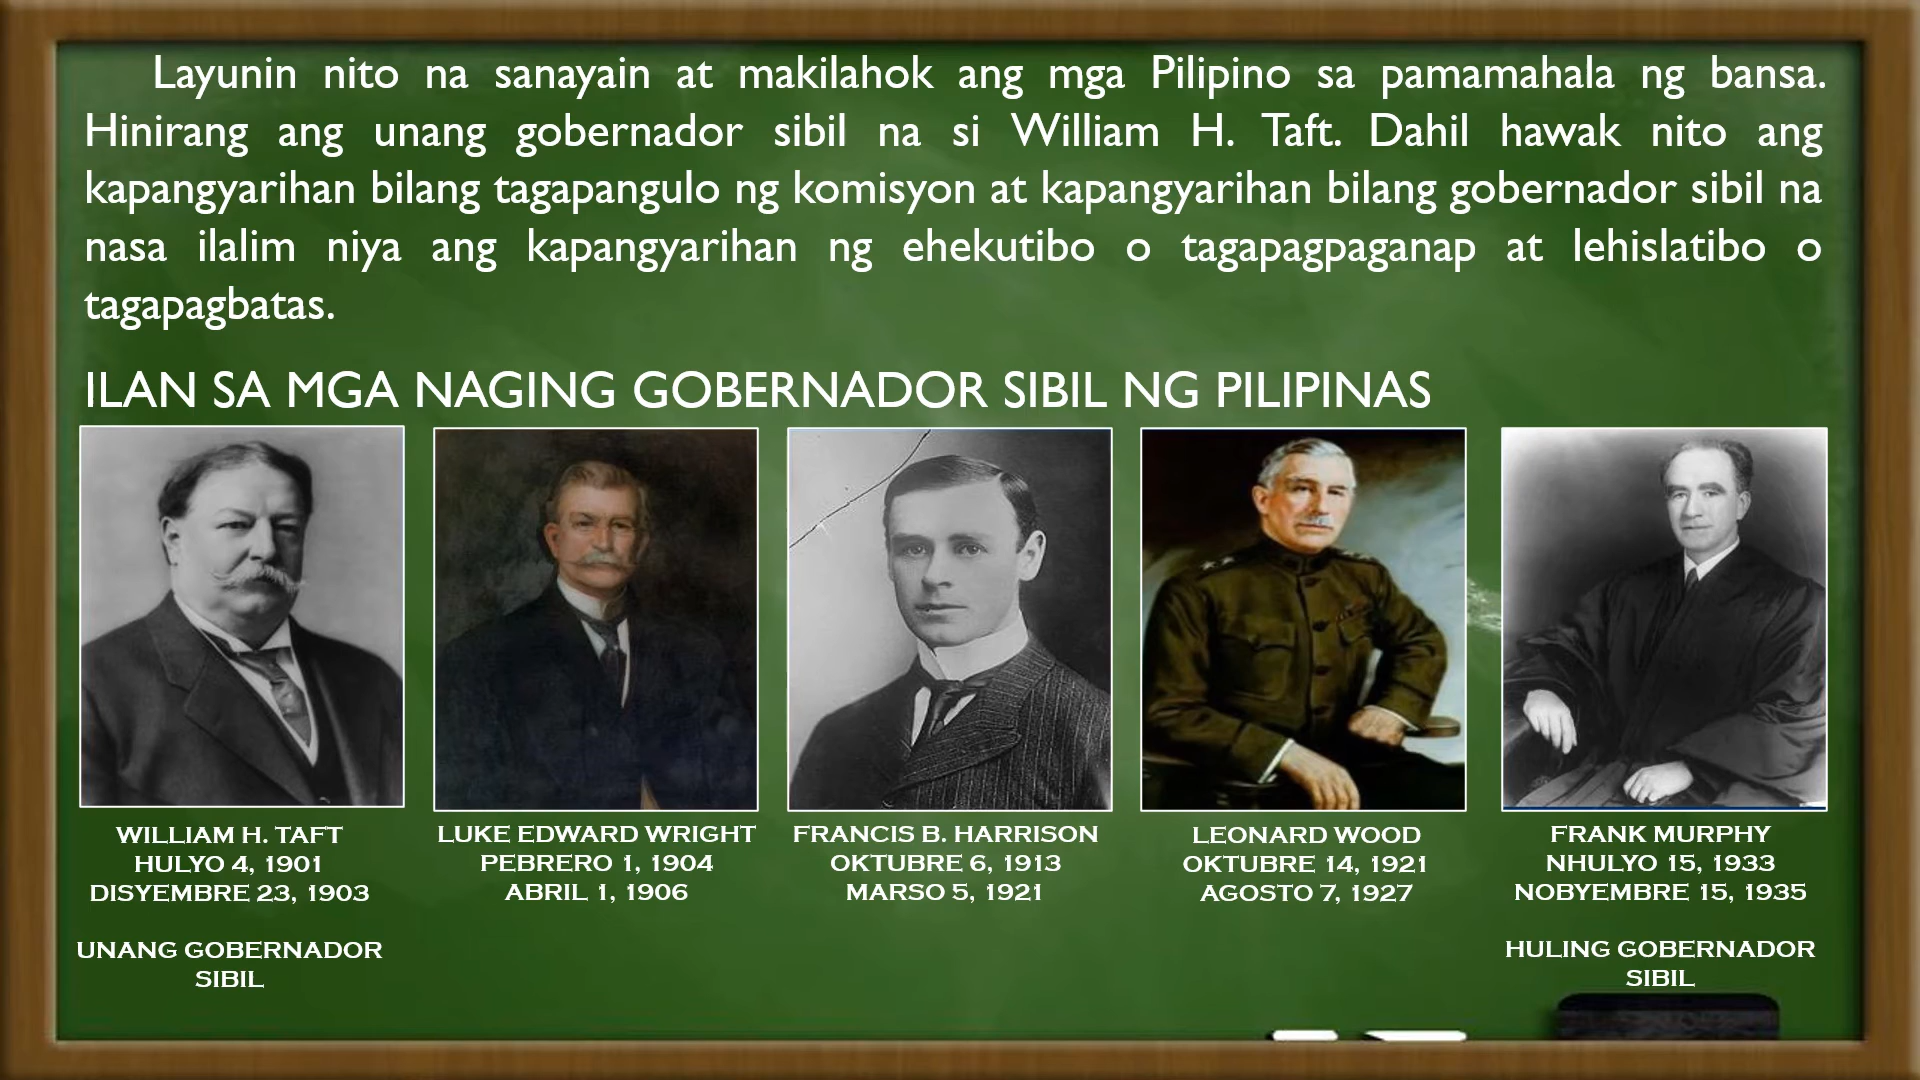 Layunin nito na sanayain at makilahok ang mga Pilipino sa pamamahala ng bansa.
Hinirang ang unang gobernador sibil na si William H. Taft. Dahil hawak nito ang
kapangyarihan bilang tagapangulo ng komisyon at kapangyarihan bilang gobernador sibil na
nasa ilalim niya ang kapangyarihan ng ehekutibo o tagapagpaganap at lehislatibo o
tagapagbatas.
ILAN SA MGA NAGING GOBERNADOR SIBIL NG PILIPINAS
WILLIAM H. TAFT
HULYO 4, 1901
DISYEMBRE 23, 1903
UNANG GOBERNADOR
SIBIL
LUKE EDWARD WRIGHT
PEBRERO 1, 1904
ABRIL 1, 1906
FRANCIS B. HARRISON
OKTUBRE 6, 1913
MARSO 5, 1921
LEONARD WOOD
OKTUBRE 14, 1921
AGOSTO 7, 1927
FRANK MURPHY
NHULYO 15, 1933
NOBYEMBRE 15, 1935
HULING GOBERNADOR
SIBIL